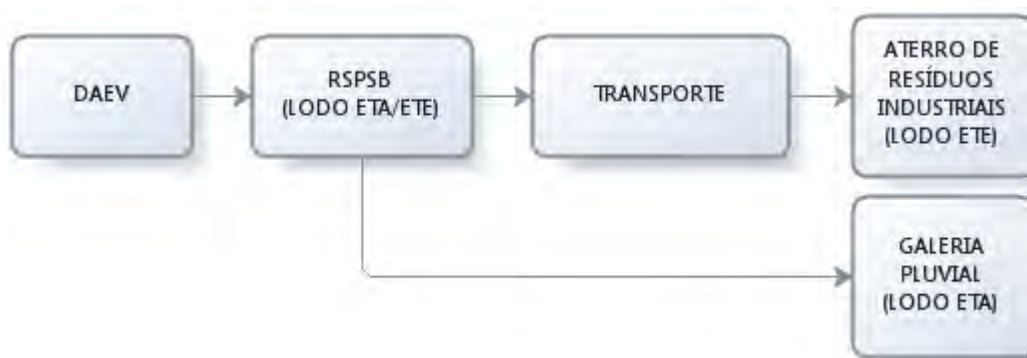 DAEV
RSPSB
(LODO ETA/ETE)
TRANSPORTE
ATERRO DE
RESÍDUOS
INDUSTRIAIS
(LODO ETE)
GALERIA
PLUVIAL
(LODO ETA)